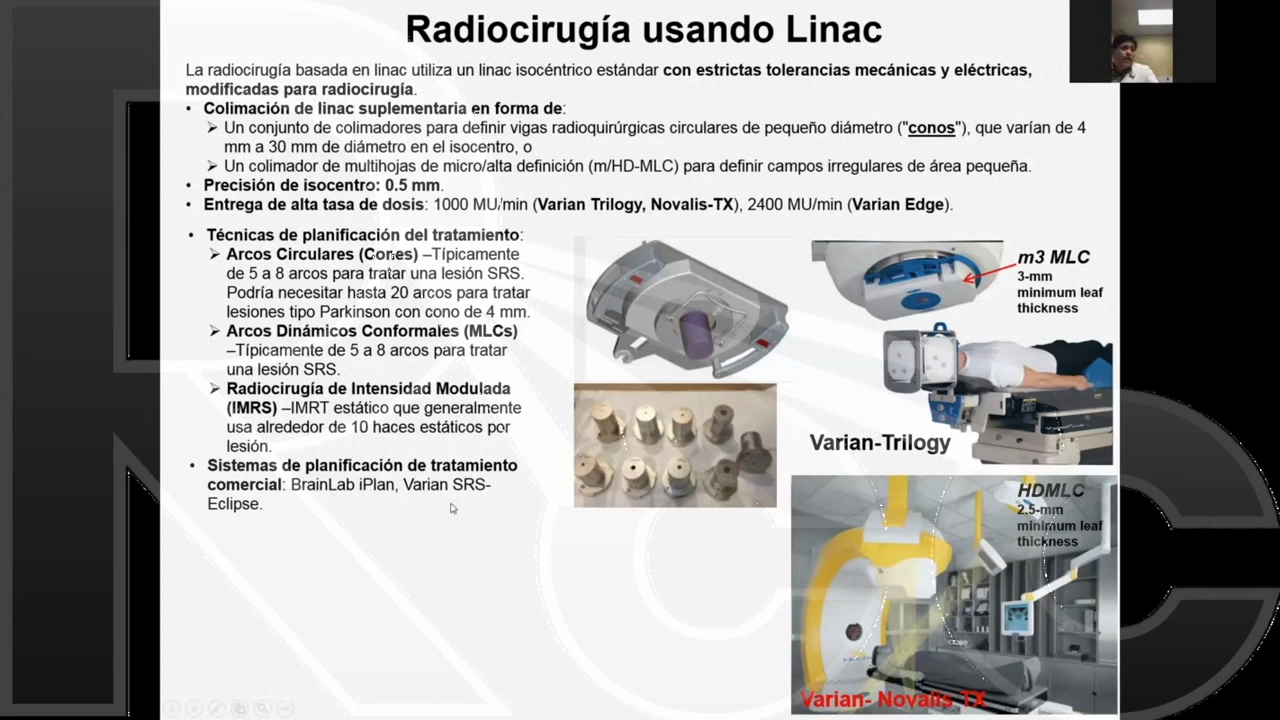 Radiocirugía usando Linac
La radiocirugía basada en linac utiliza un linac isocéntrico estándar con estrictas tolerancias mecánicas y eléctricas,
modificadas para radiocirugía.
• Colimación de linac suplementaria en forma de:
➢ Un conjunto de colimadores para definir vigas radioquirúrgicas circulares de pequeño diámetro ("conos"), que varían de 4
mm a 30 mm de diámetro en el isocentro, o
➢ Un colimador de multihojas de micro/alta definición (m/HD-MLC) para definir campos irregulares de área pequeña.
• Precisión de isocentro: 0.5 mm.
• Entrega de alta tasa de dosis: 1000 MU/min (Varian Trilogy, Novalis-TX), 2400 MU/min (Varian Edge).
• Técnicas de planificación del tratamiento:
➢ Arcos Circulares (Cones) –Típicamente
de 5 a 8 arcos para tratar una lesión SRS.
Podría necesitar hasta 20 arcos para tratar
lesiones tipo Parkinson con cono de 4 mm.
➢ Arcos Dinámicos Conformales (MLCs)
–Típicamente de 5 a 8 arcos para tratar
una lesión SRS.
➢ Radiocirugía de Intensidad Modulada
(IMRS) –IMRT estático que generalmente
usa alrededor de 10 haces estáticos por
lesión.
• Sistemas de planificación de tratamiento
comercial: BrainLab iPlan, Varian SRS-
Eclipse.
m3 MLC
3-mm
minimum leaf
thickness
Varian-Trilogy
HDMLC
2.5-mm
minimum leaf
thickness
Varian- Novalis TX